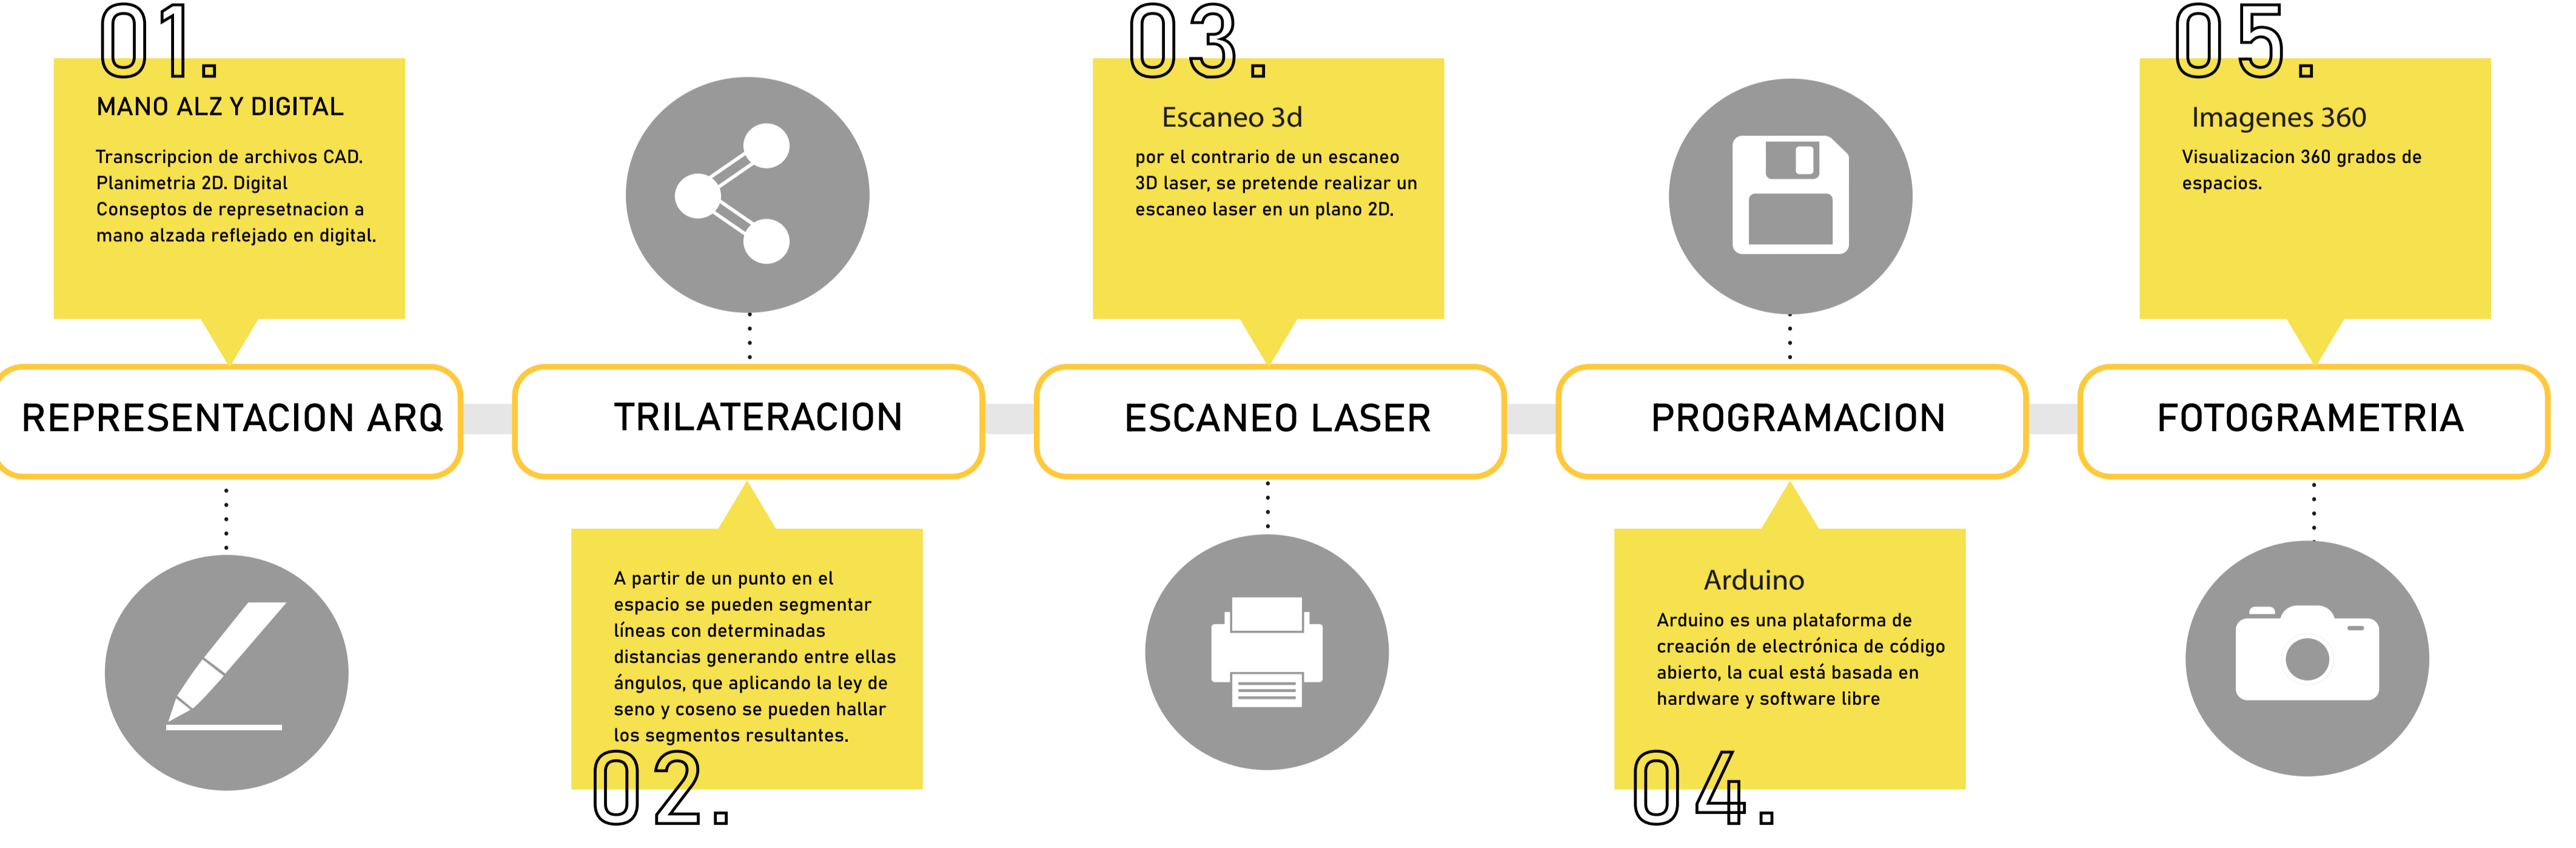 01.
MANO ALZ Y DIGITAL
Transcripcion de archivos CAD.
Planimetria 2D. Digital
Conseptos de represetnacion a
mano alzada reflejado en digital.
REPRESENTACION ARQ
TRILATERACION
A partir de un punto en el
espacio se pueden segmentar
líneas con determinadas
distancias generando entre ellas
ángulos, que aplicando la ley de
seno y coseno se pueden hallar
los segmentos resultantes.
02.
03.
Escaneo 3d
por el contrario de un escaneo
3D laser, se pretende realizar un
escaneo laser en un plano 2D.
ESCANEO LASER
PROGRAMACION
Arduino
Arduino es una plataforma de
creación de electrónica de código
abierto, la cual está basada en
hardware y software libre
04.
05.
Imagenes 360
Visualizacion 360 grados de
espacios.
FOTOGRAMETRIA